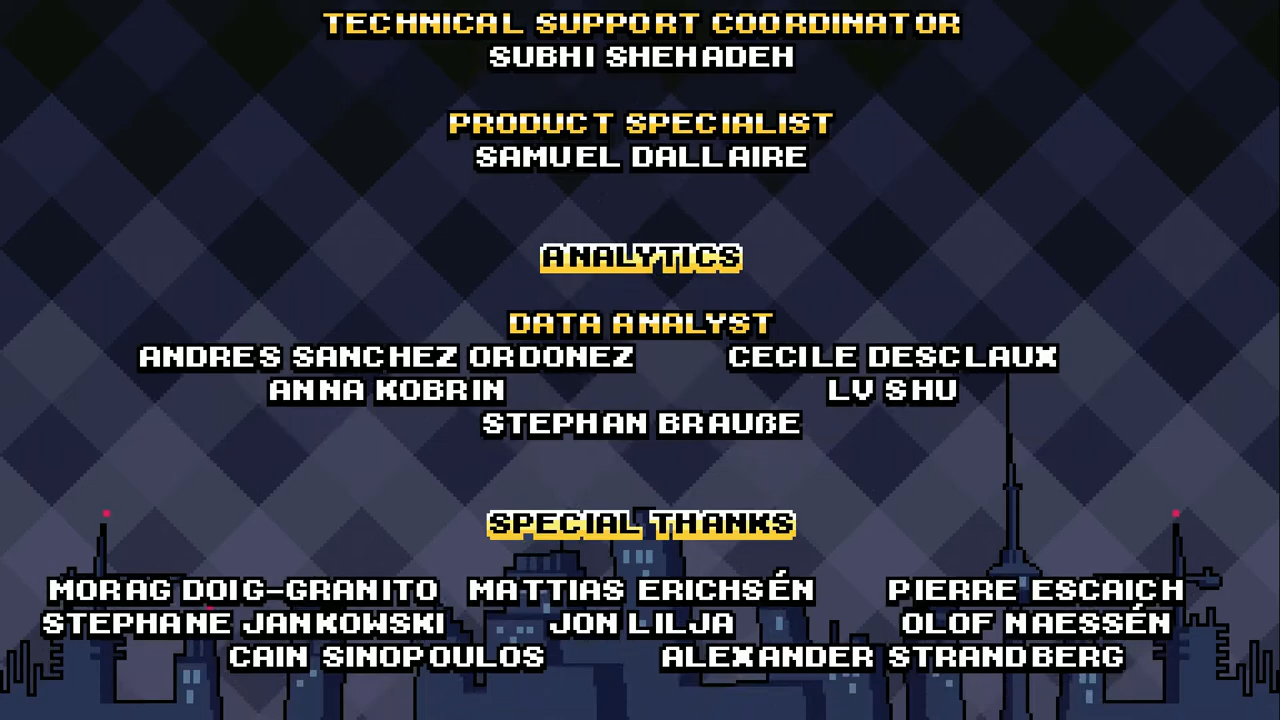 TECHNICAL SUPPORT COORDINATOR
SUBHI SHEHADEH
PRODUCT SPECIALIST
SAMUEL DALLAIRE
ANALYTICS
DATA ANALYST
ANDRES SANCHEZ ORDONEZ CECILE DESCLAUX
ANNA KOBRIN LV SHU
STEPHAN BRAUßE
SPECIAL THANKS
MORAG DOIG-GRANITO MATTIAS ERICHSÉN PIERRE ESCAICH
STEPHANE JANKOWSKI JON LILJA OLOF NAESSÉN
CAIN SINOPOULOS ALEXANDER STRANDBERG